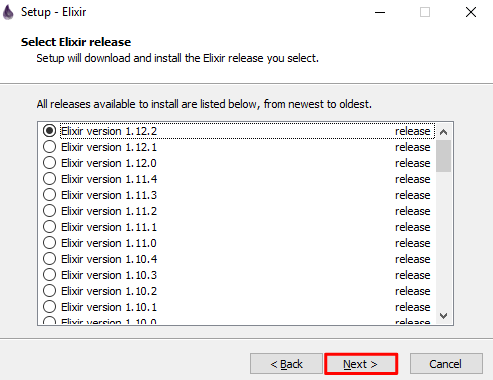 Setup - Elixir
Select Elixir release
Setup will download and install the Elixir release you select.
All releases available to install are listed below, from newest to oldest.
Elixir version 1.12.2 release
Elixir version 1.12.1 release
Elixir version 1.12.0 release
Elixir version 1.11.4 release
Elixir version 1.11.3 release
Elixir version 1.11.2 release
Elixir version 1.11.1 release
Elixir version 1.11.0 release
Elixir version 1.10.4 release
Elixir version 1.10.3 release
Elixir version 1.10.2 release
Elixir version 1.10.1 release
Elixir version 1.10.0 release
< Back Next > Cancel